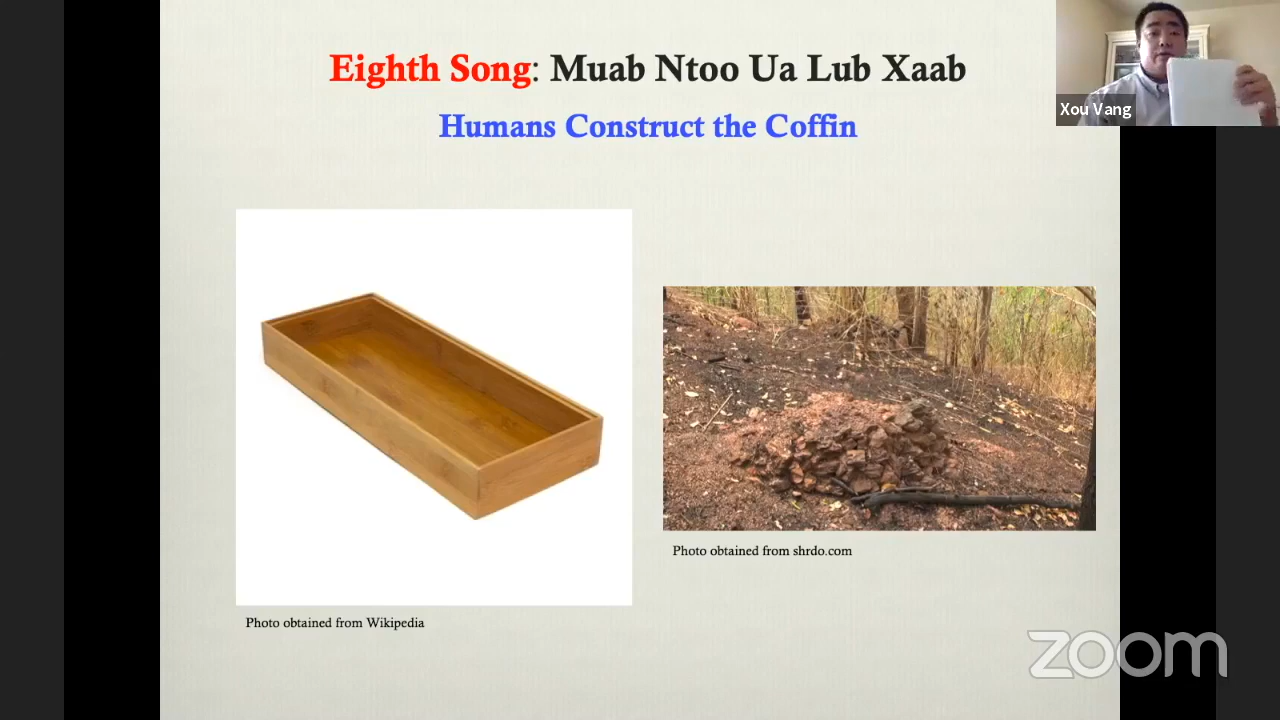 Eighth Song: Muab Ntoo Ua Lub Xaab
Humans Construct the Coffin
Xou Vang
Photo obtained from shrdo.com
Photo obtained from Wikipedia
zoom